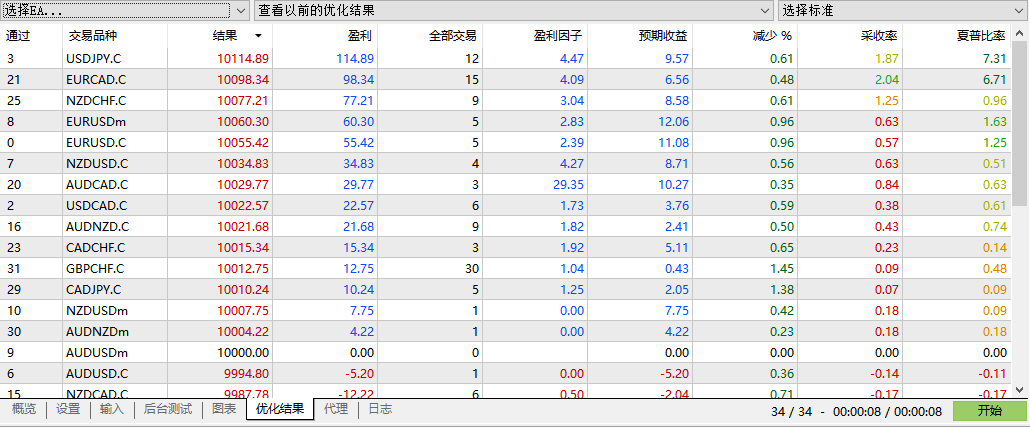 选择EA... 查看以前的优化结果 选择标准
通过 交易品种 结果 盈利 全部交易 盈利因子 预期收益 减少 % 采收率 夏普比率
3 USDJPY.C 10114.89 114.89 12 4.47 9.57 0.61 1.87 7.31
21 EURCAD.C 10098.34 98.34 15 4.09 6.56 0.48 2.04 6.71
25 NZDCHF.C 10077.21 77.21 9 3.04 8.58 0.61 1.25 0.96
8 EURUSDm 10060.30 60.30 5 2.83 12.06 0.96 0.63 1.63
0 EURUSD.C 10055.42 55.42 5 2.39 11.08 0.96 0.57 1.25
7 NZDUSD.C 10034.83 34.83 4 4.27 8.71 0.56 0.63 0.51
20 AUDCAD.C 10029.77 29.77 3 29.35 10.27 0.35 0.84 0.63
2 USDCAD.C 10022.57 22.57 6 1.73 3.76 0.59 0.38 0.61
16 AUDNZD.C 10021.68 21.68 9 1.82 2.41 0.50 0.43 0.74
23 CADCHF.C 10015.34 15.34 3 1.92 5.11 0.65 0.23 0.14
31 GBPCHF.C 10012.75 12.75 30 1.04 0.43 1.45 0.09 0.48
29 CADJPY.C 10010.24 10.24 5 1.25 2.05 1.38 0.07 0.09
10 NZDUSDm 10007.75 7.75 1 0.00 7.75 0.42 0.18 0.09
30 AUDNZDm 10004.22 4.22 1 0.00 4.22 0.23 0.18 0.18
9 AUDUSDm 10000.00 0.00 0 0.00 0.00 0.00 0.00
6 AUDUSD.C 9994.80 -5.20 1 0.00 -5.20 0.36 -0.14 -0.11
15 NZDCAD.C 9987.78 -12.22 6 0.50 -2.04 0.71 -0.17 -0.17
概览 设置 输入 后台测试 图表 优化结果 代理 日志 34 / 34 - 00:00:08 / 00:00:08 开始